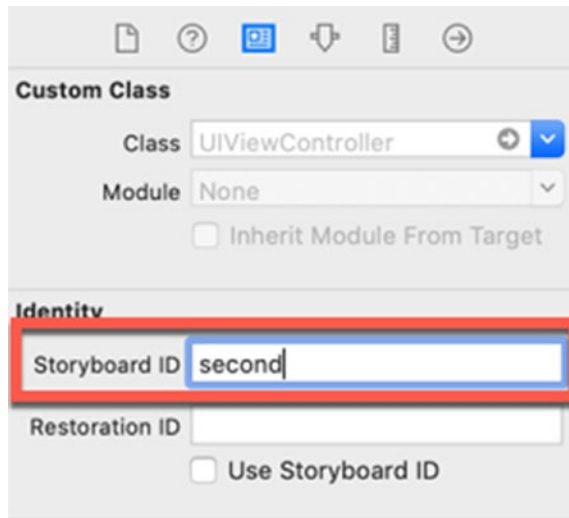 Custom Class
Class UIViewController
Module None
Inherit Module From Target
Identity
Storyboard ID second
Restoration ID
Use Storyboard ID